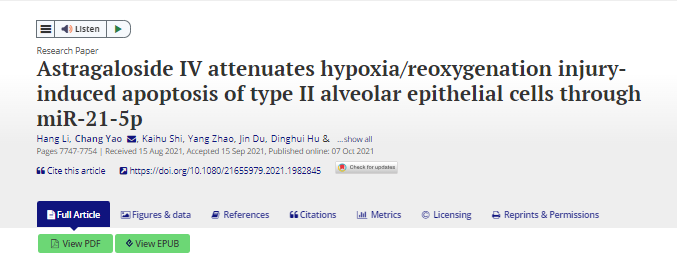 Listen
Research Paper
Astragaloside IV attenuates hypoxia/reoxygenation injury-
induced apoptosis of type II alveolar epithelial cells through
miR-21-5p
Hang Li, Chang Yao , Kaihu Shi, Yang Zhao, Jin Du, Dinghui Hu & ...show all
Pages 7747-7754 | Received 15 Aug 2021, Accepted 15 Sep 2021, Published online: 07 Oct 2021
Cite this article https://doi.org/10.1080/21655979.2021.1982845 Check for updates
Full Article Figures & data References Citations Metrics Licensing Reprints & Permissions
View PDF View EPUB